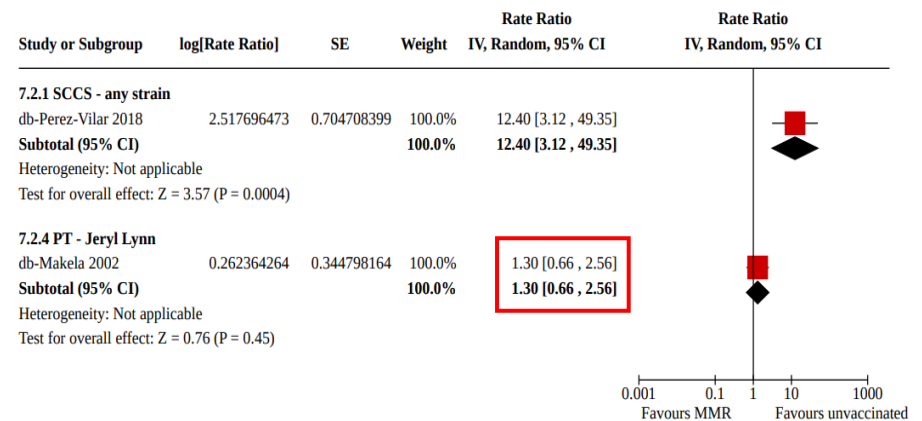 Rate Ratio Rate Ratio
Study or Subgroup log[Rate Ratio] SE Weight IV, Random, 95% CI IV, Random, 95% CI
7.2.1 SCCS - any strain
db-Perez-Vilar 2018 2.517696473 0.704708399 100.0% 12.40 [3.12 , 49.35]
Subtotal (95% CI) 100.0% 12.40 [3.12 , 49.35]
Heterogeneity: Not applicable
Test for overall effect: Z = 3.57 (P = 0.0004)
7.2.4 PT - Jeryl Lynn
db-Makela 2002 0.262364264 0.344798164 100.0% 1.30 [0.66 , 2.56]
Subtotal (95% CI) 100.0% 1.30 [0.66 , 2.56]
Heterogeneity: Not applicable
Test for overall effect: Z = 0.76 (P = 0.45)
0.001 0.1 1 10 1000
Favours MMR Favours unvaccinated